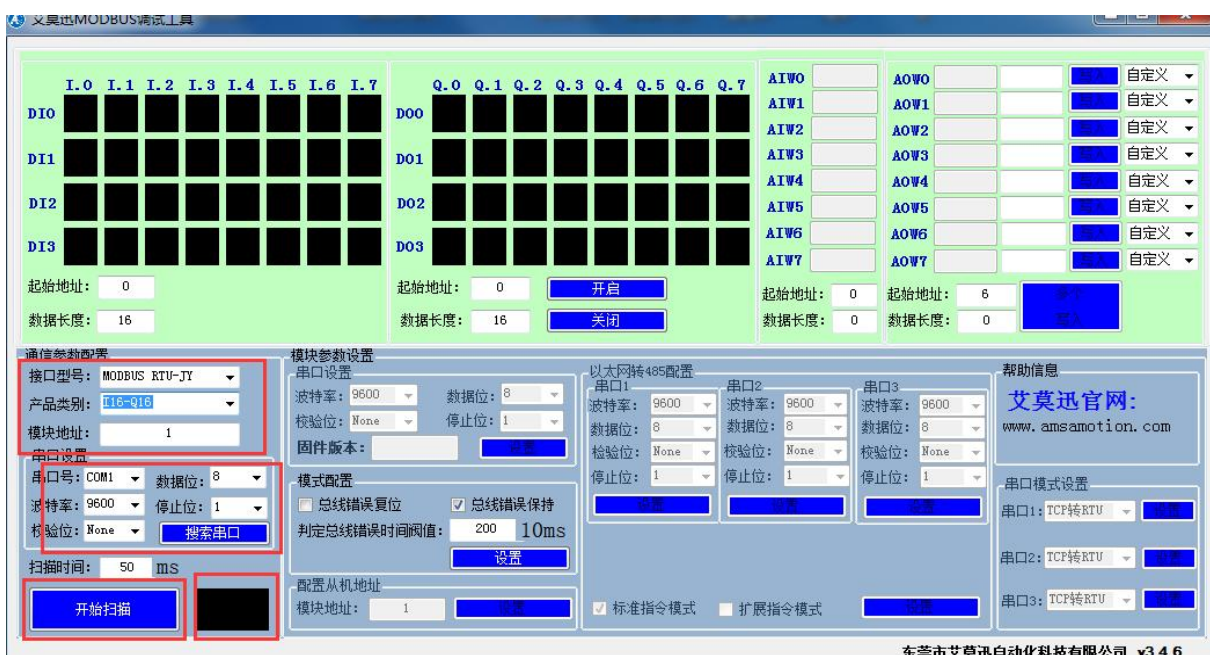 艾莫迅MODBUS调试工具
I.0 I.1 I.2 I.3 I.4 I.5 I.6 I.7
DI0
DI1
DI2
DI3
起始地址: 0
数据长度: 16
Q.0 Q.1 Q.2 Q.3 Q.4 Q.5 Q.6 Q.7
DO0
DO1
DO2
DO3
起始地址: 0 开启
数据长度: 16 关闭
AIW0
AIW1
AIW2
AIW3
AIW4
AIW5
AIW6
AIW7
起始地址: 0
数据长度: 0
AOW0 写入 自定义
AOW1 写入 自定义
AOW2 写入 自定义
AOW3 写入 自定义
AOW4 写入 自定义
AOW5 写入 自定义
AOW6 写入 自定义
AOW7 写入 自定义
起始地址: 6
数据长度: 0
写入
通信参数配置
接口型号: MODBUS RTU-JY
产品类别: I16-Q16
模块地址: 1
串口设置
串口号: COM1 数据位: 8
波特率: 9600 停止位: 1
校验位: None 搜索串口
扫描时间: 50 ms
开始扫描
模块参数设置
串口设置
波特率: 9600 数据位: 8
校验位: None 停止位: 1
固件版本: 设置
模式配置
总线错误复位 总线错误保持
判定总线错误时间阀值: 200 10ms
设置
配置从机地址
模块地址: 1 设置
以太网转485配置
串口1
波特率: 9600
数据位: 8
检验位: None
停止位: 1
设置
串口2
波特率: 9600
数据位: 8
校验位: None
停止位: 1
设置
串口3
波特率: 9600
数据位: 8
校验位: None
停止位: 1
设置
标准指令模式 扩展指令模式 设置
帮助信息
艾莫迅官网:
www.amsamotion.com
串口模式设置
串口1: TCP转RTU 设置
串口2: TCP转RTU 设置
串口3: TCP转RTU 设置
东莞市艾莫迅自动化科技有限公司 v3.4.6